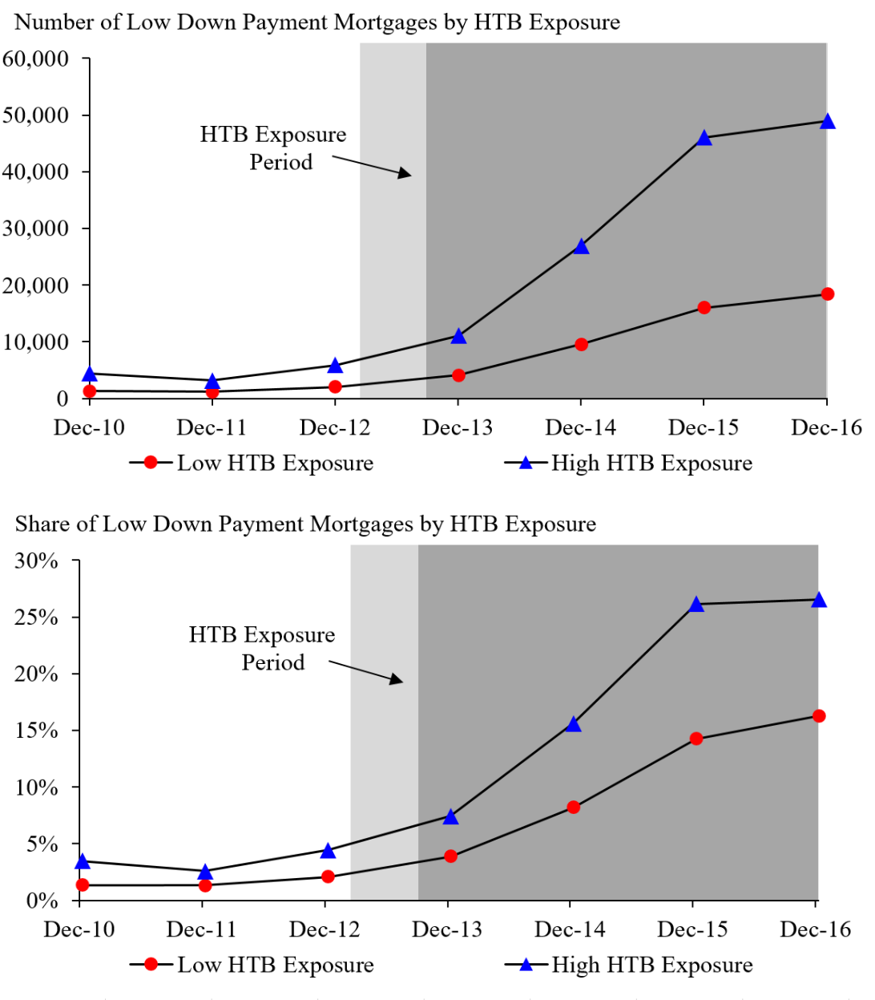 Number of Low Down Payment Mortgages by HTB Exposure
60,000
50,000
HTB Exposure
Period
40,000
30,000
20,000
10,000
0
Dec-10 Dec-11 Dec-12 Dec-13 Dec-14 Dec-15 Dec-16
Low HTB Exposure High HTB Exposure
Share of Low Down Payment Mortgages by HTB Exposure
30%
25%
HTB Exposure
Period
20%
15%
10%
5%
0%
Dec-10 Dec-11 Dec-12 Dec-13 Dec-14 Dec-15 Dec-16
Low HTB Exposure High HTB Exposure